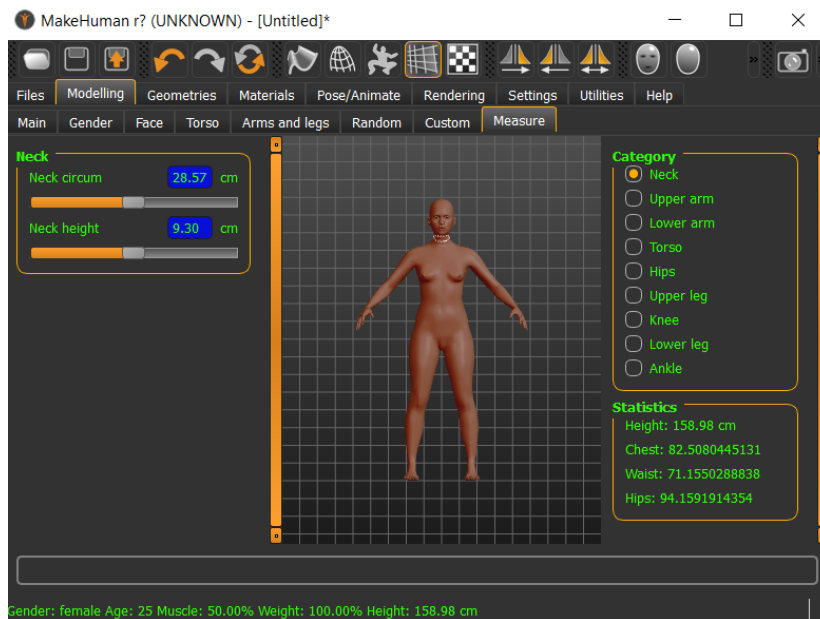 MakeHuman r? (UNKNOWN) - [Untitled]*
Files Modelling Geometries Materials Pose/Animate Rendering Settings Utilities Help
Main Gender Face Torso Arms and legs Random Custom Measure
Neck
Neck circum 28.57 cm
Neck height 9.30 cm
Category
Neck
Upper arm
Lower arm
Torso
Hips
Upper leg
Knee
Lower leg
Ankle
Statistics
Height: 158.98 cm
Chest: 82.5080445131
Waist: 71.1550288838
Hips: 94.1591914354
Gender: female Age: 25 Muscle: 50.00% Weight: 100.00% Height: 158.98 cm